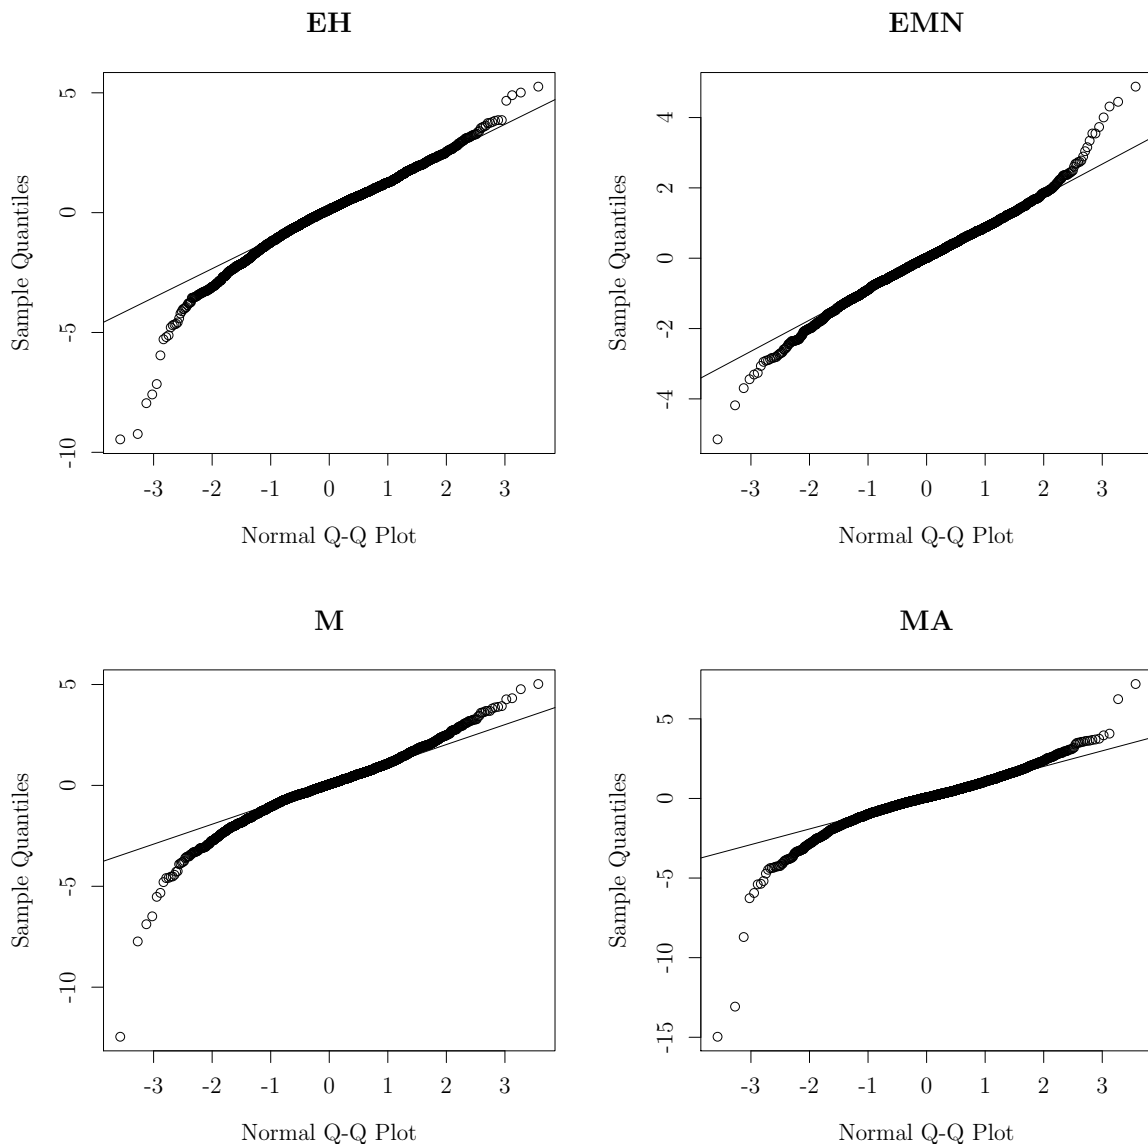 EH
EMN
Sample Quantiles
5
0
-5
-10
-3 -2 -1 0 1 2 3
Normal Q-Q Plot
Sample Quantiles
4
2
0
-2
-4
-3 -2 -1 0 1 2 3
Normal Q-Q Plot
M
MA
Sample Quantiles
5
0
-5
-10
-3 -2 -1 0 1 2 3
Normal Q-Q Plot
Sample Quantiles
5
0
-5
-10
-15
-3 -2 -1 0 1 2 3
Normal Q-Q Plot